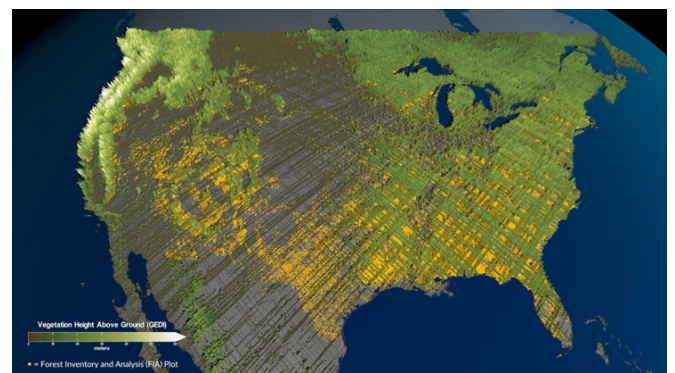 Vegetation Height Above Ground (GEDI)
meters
= Forest Inventory and Analysis (FIA) Plot